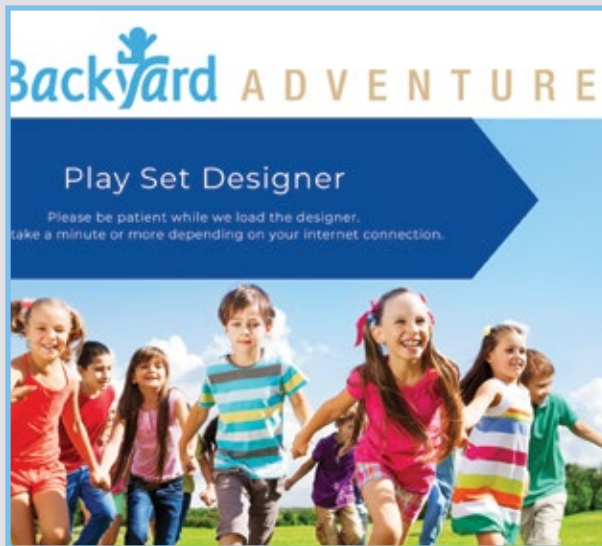 Backyard ADVENTURE
Play Set Designer
Please be patient while we load the designer.
take a minute or more depending on your internet connection.